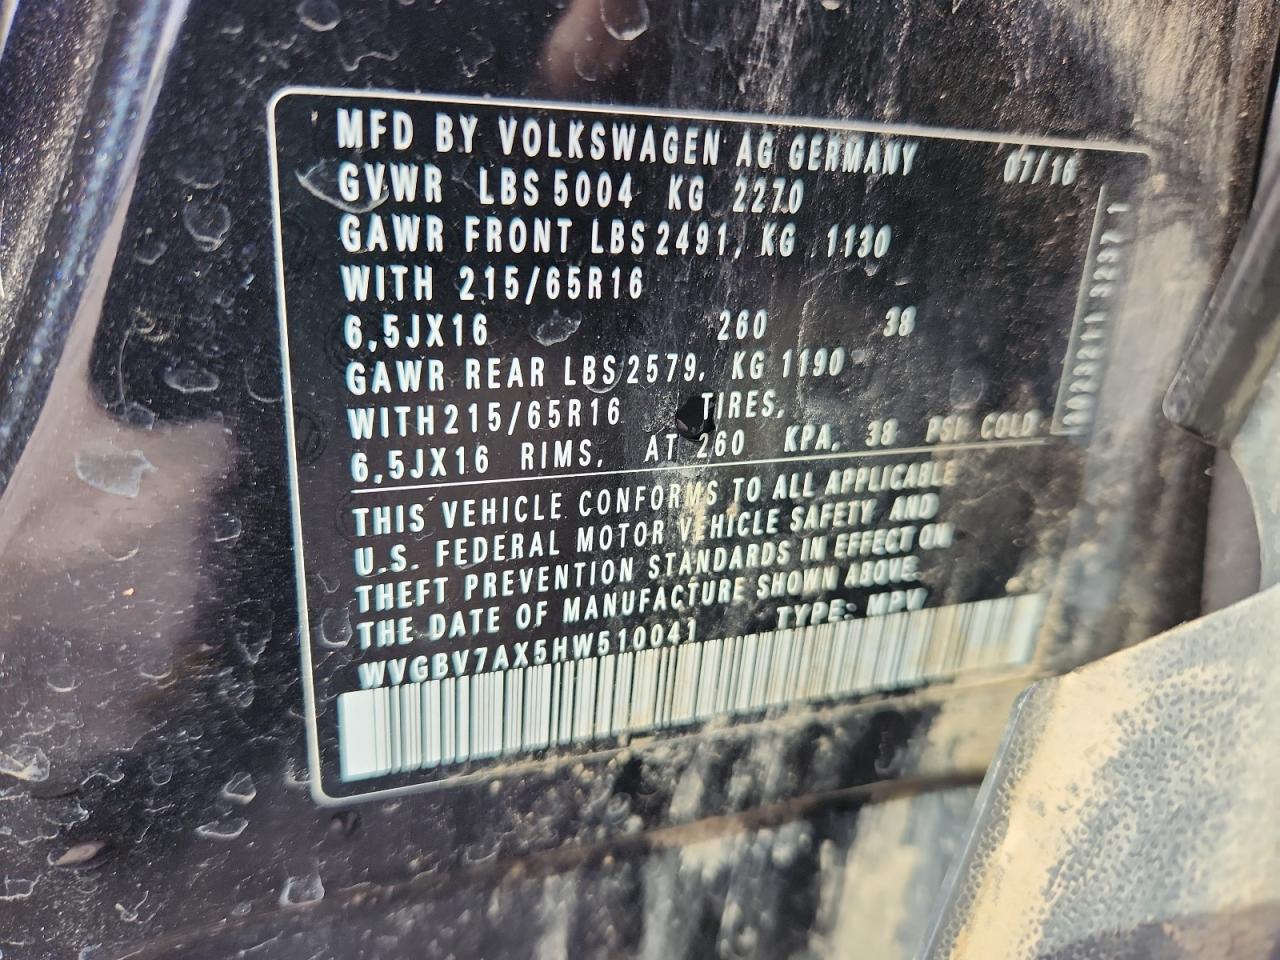 MFD BY VOLKSWAGEN AG GERMANY 07/16
GVWR LBS 5004 KG 2270
GAWR FRONT LBS 2491, KG 1130
WITH 215/65R16
6,5JX16 260 38
GAWR REAR LBS 2579, KG 1190
WITH 215/65R16 TIRES,
6,5JX16 RIMS, AT 260 KPA, 38 PSI COLD
THIS VEHICLE CONFORMS TO ALL APPLICABLE
U.S. FEDERAL MOTOR VEHICLE SAFETY AND
THEFT PREVENTION STANDARDS IN EFFECT ON
THE DATE OF MANUFACTURE SHOWN ABOVE.
WVGBV7AX5HW510041 TYPE: MPV